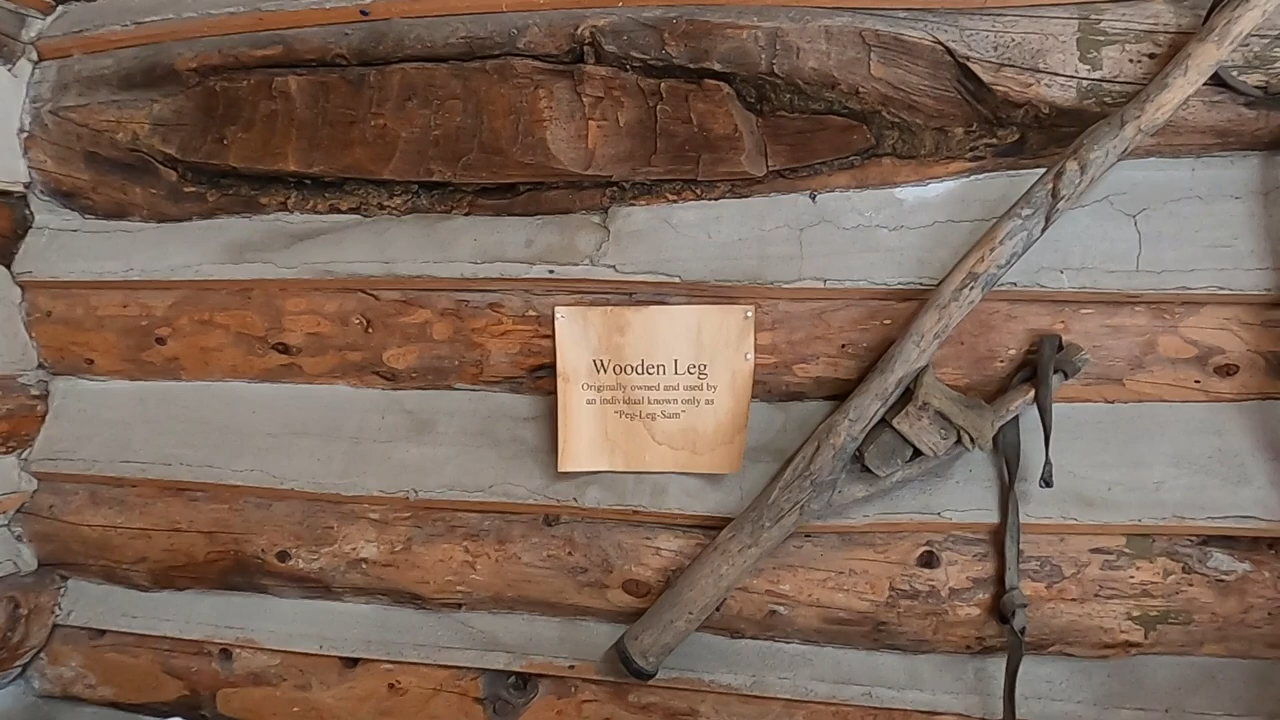 Wooden Leg
Originally owned and used by
an individual known only as
“Peg-Leg-Sam”